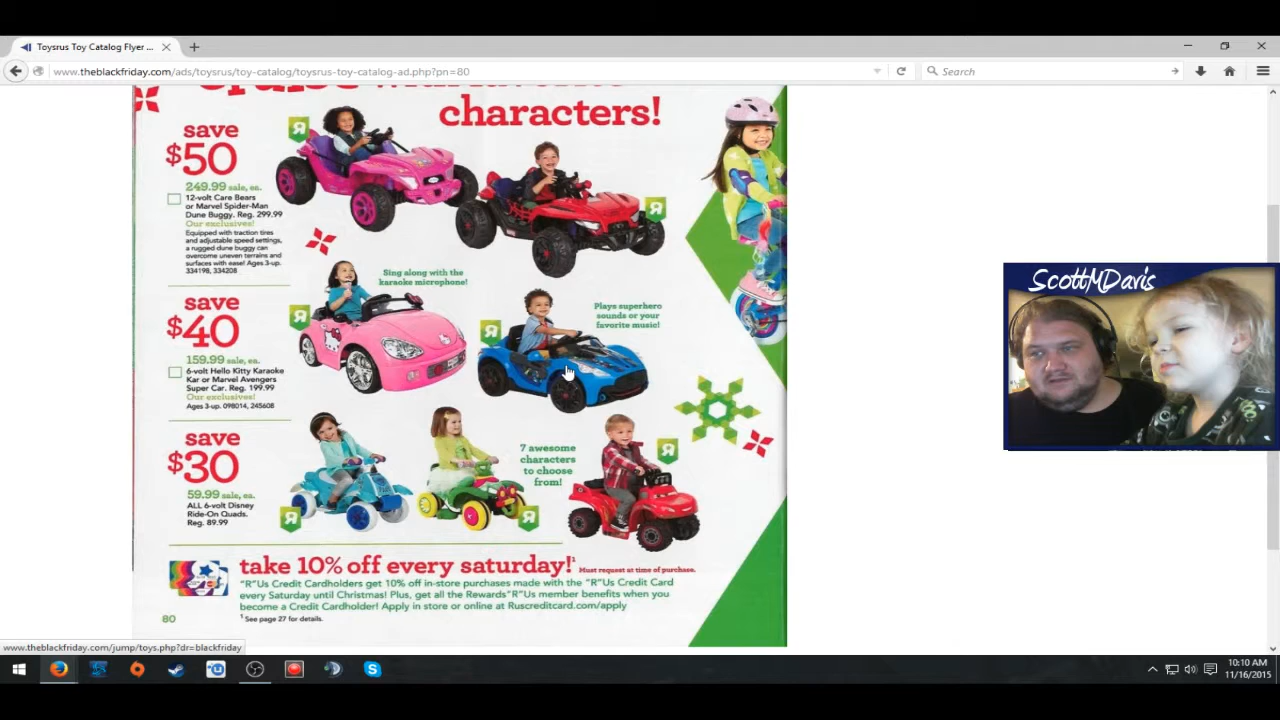 Toysrus Toy Catalog Flyer ...
www.theblackfriday.com/ads/toysrus/toy-catalog/toysrus-toy-catalog-ad.php?pn=80
Search
characters!
save
$50
249.99 sale, ea.
12-volt Care Bears
or Marvel Spider-Man
Dune Buggy. Reg. 299.99
Our exclusives!
Equipped with traction tires
and adjustable speed settings,
a rugged dune buggy can
overcome uneven terrains and
surfaces with ease! Ages 3-up.
334198, 334208
Sing along with the
karaoke microphone!
Plays superhero
sounds or your
favorite music!
save
$40
159.99 sale, ea.
6-volt Hello Kitty Karaoke
Kar or Marvel Avengers
Super Car. Reg. 199.99
Our exclusives!
Ages 3-up. 098014, 245608
save
$30
59.99 sale, ea.
ALL 6-volt Disney
Ride-On Quads.
Reg. 89.99
7 awesome
characters
to choose
from!
take 10% off every saturday!¹ Must request at time of purchase.
"R"Us Credit Cardholders get 10% off in-store purchases made with the "R"Us Credit Card
every Saturday until Christmas! Plus, get all the Rewards"R"Us member benefits when you
become a Credit Cardholder! Apply in store or online at Ruscreditcard.com/apply
¹ See page 27 for details.
80
ScottMDavis
www.theblackfriday.com/jump/toys.php?dr=blackfriday
10:10 AM
11/16/2015